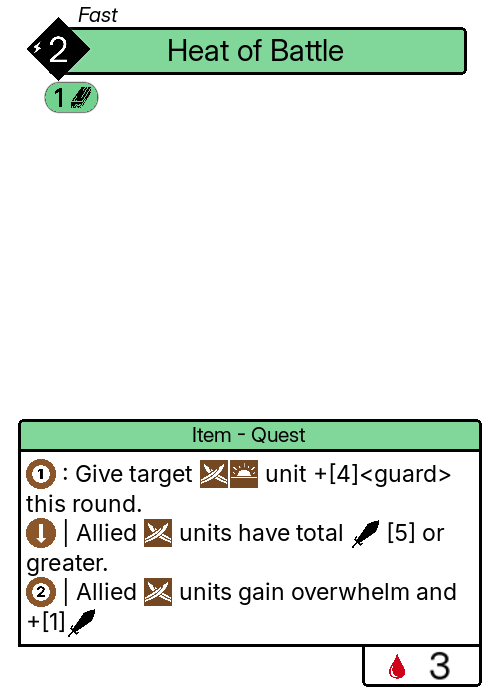 Fast
2
Heat of Battle
1
Item - Quest
1 : Give target unit +[4]<guard>
this round.
| Allied units have total [5] or
greater.
2 | Allied units gain overwhelm and
+[1]
3